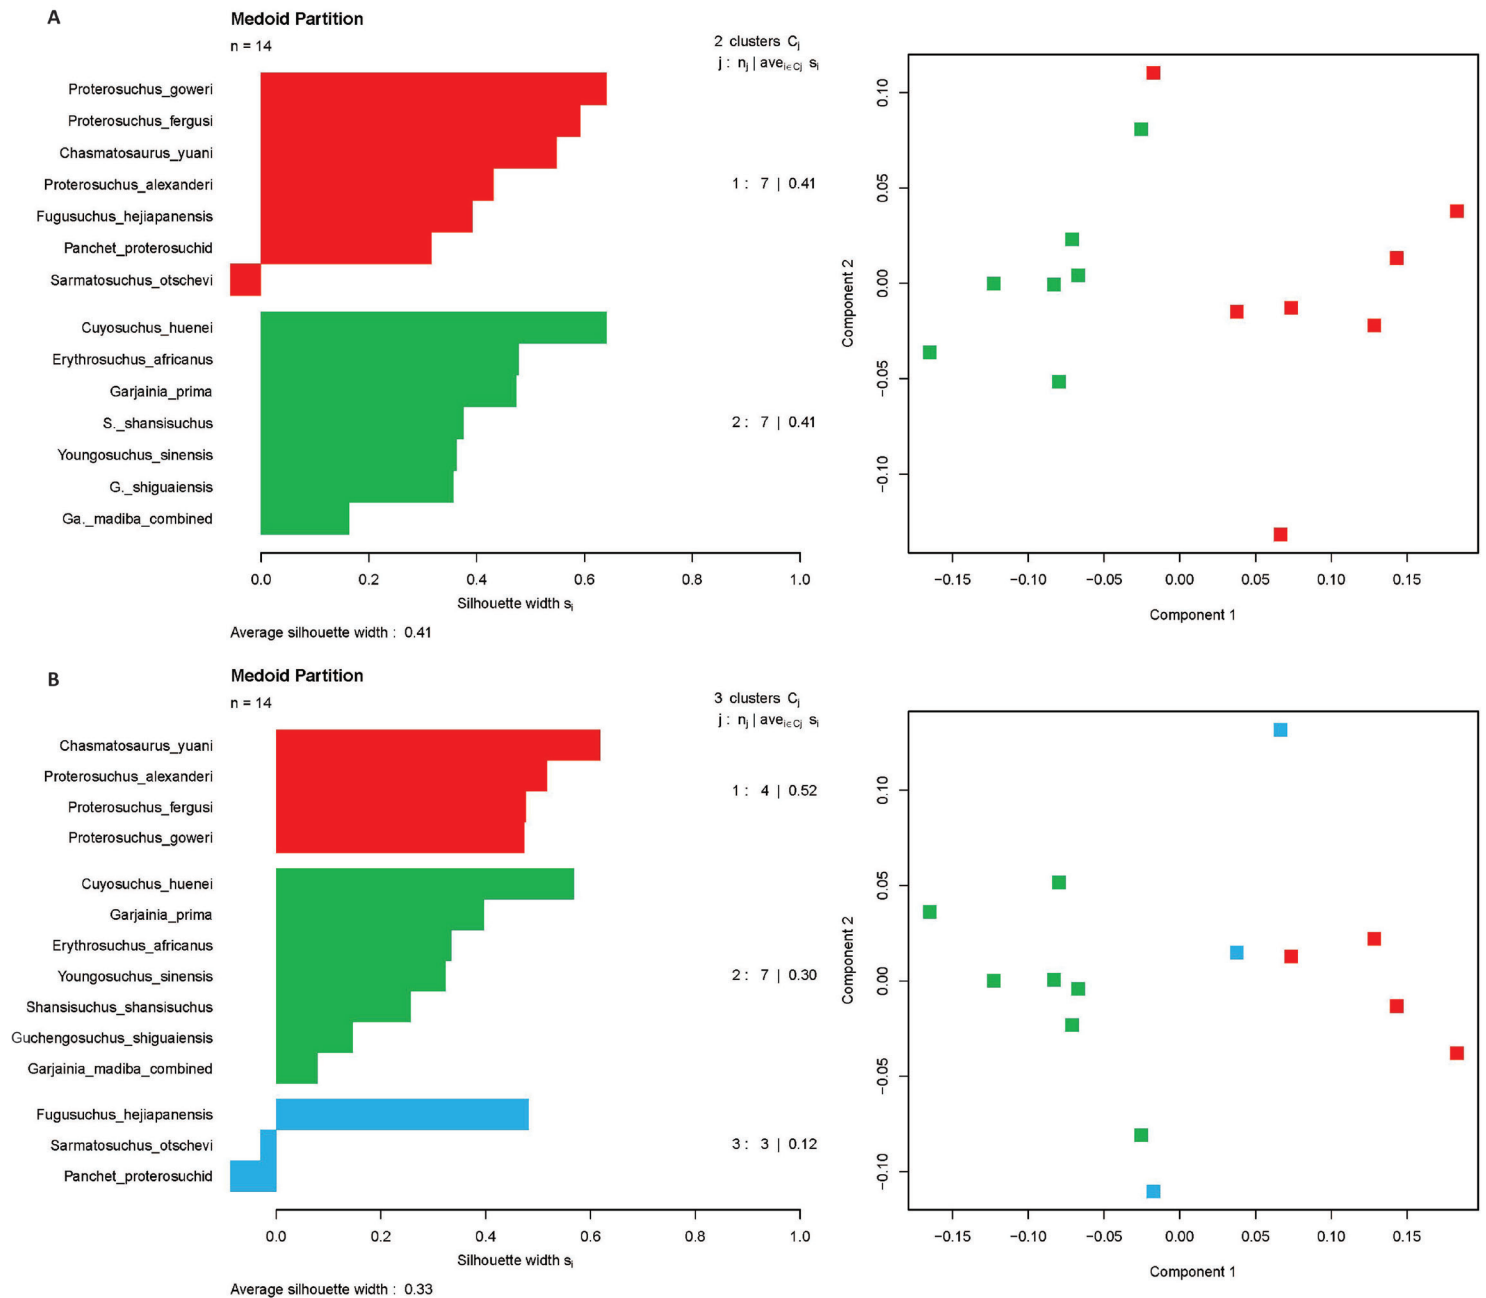 A
Medoid Partition
n = 14
2 clusters Cj
j : nj | avei∈Cj si
Proterosuchus_goweri
Proterosuchus_fergusi
Chasmatosaurus_yuani
Proterosuchus_alexanderi
Fugusuchus_hejiapanensis
Panchet_proterosuchid
Sarmatosuchus_otschevi
1 : 7 | 0.41
Cuyosuchus_huenei
Erythrosuchus_africanus
Garjainia_prima
S._shansisuchus
Youngosuchus_sinensis
G._shiguaiensis
Ga._madiba_combined
2 : 7 | 0.41
0.0 0.2 0.4 0.6 0.8 1.0
Silhouette width si
Average silhouette width : 0.41
Component 2
0.10
0.05
0.00
−0.05
−0.10
−0.15 −0.10 −0.05 0.00 0.05 0.10 0.15
Component 1
B
Medoid Partition
n = 14
3 clusters Cj
j : nj | avei∈Cj si
Chasmatosaurus_yuani
Proterosuchus_alexanderi
Proterosuchus_fergusi
Proterosuchus_goweri
1 : 4 | 0.52
Cuyosuchus_huenei
Garjainia_prima
Erythrosuchus_africanus
Youngosuchus_sinensis
Shansisuchus_shansisuchus
Guchengosuchus_shiguaiensis
Garjainia_madiba_combined
2 : 7 | 0.30
Fugusuchus_hejiapanensis
Sarmatosuchus_otschevi
Panchet_proterosuchid
3 : 3 | 0.12
0.0 0.2 0.4 0.6 0.8 1.0
Silhouette width si
Average silhouette width : 0.33
Component 2
0.10
0.05
0.00
−0.05
−0.10
−0.15 −0.10 −0.05 0.00 0.05 0.10 0.15
Component 1